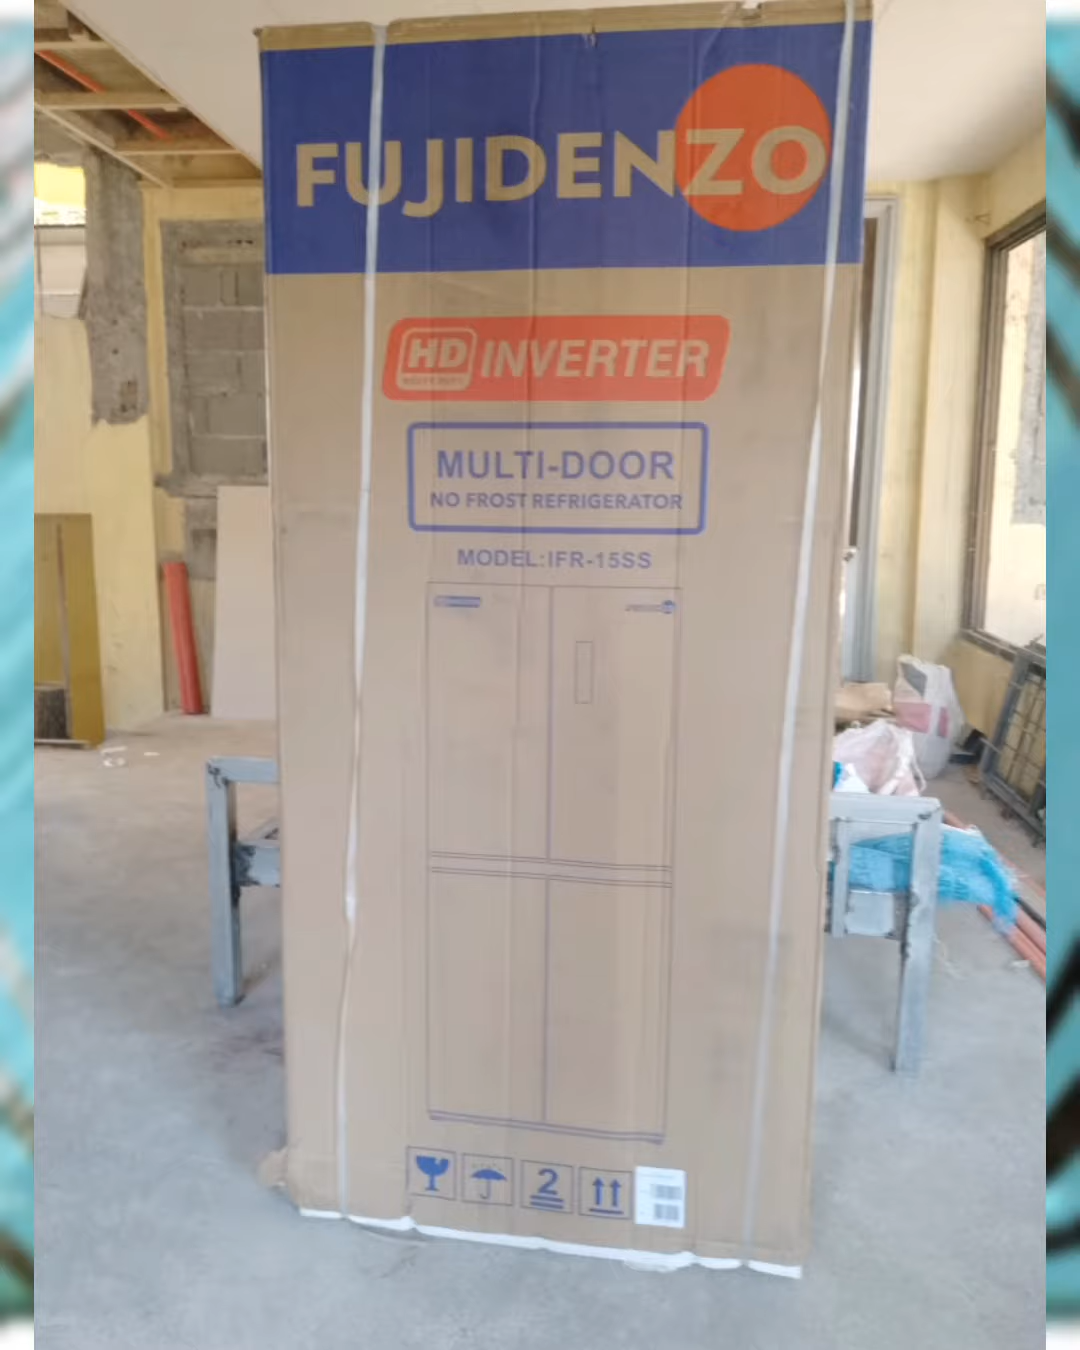 FUJIDENZO
HD INVERTER
MULTI-DOOR
NO FROST REFRIGERATOR
MODEL:IFR-15SS
2